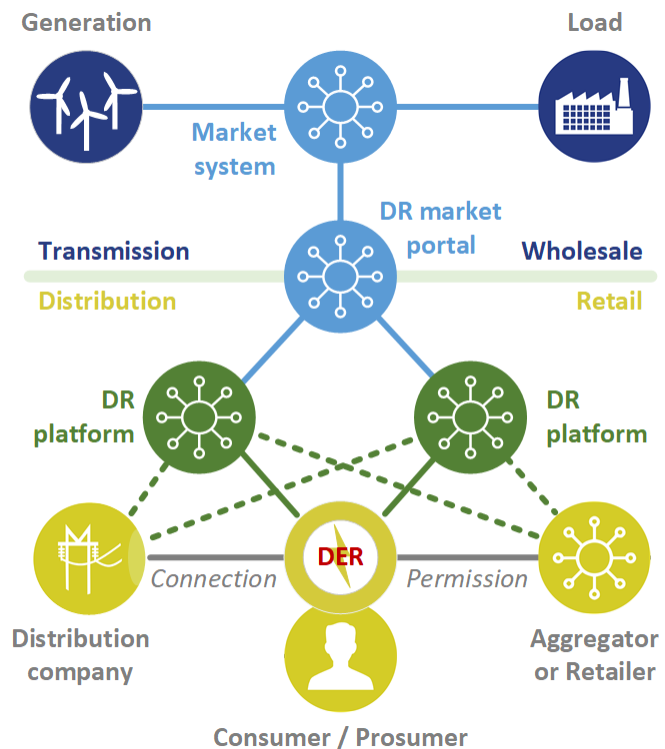 Generation
Load
Market
system
DR market
portal
Transmission
Wholesale
Distribution
Retail
DR
platform
DR
platform
DER
Connection
Permission
Distribution
company
Aggregator
or Retailer
Consumer / Prosumer